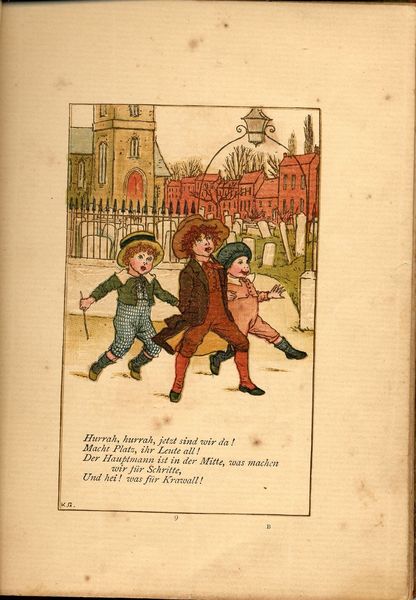 Hurrah, hurrah, jetzt sind wir da!
Macht Platz, ihr Leute all!
Der Hauptmann ist in der Mitte, was machen
wir für Schritte,
Und hei! was für Krawall!
K.G.
9
B